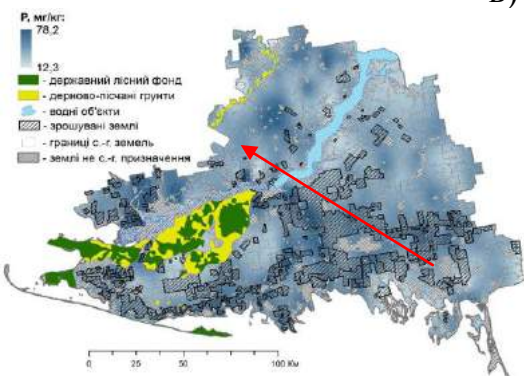 В)
P, мг/кг:
78,2
12,3
- державний лісний фонд
- дерново-пісчані грунти
- водні об'єкти
- зрошувані землі
- границі с.-г. земель
- землі не с.-г. призначення
0 25 50 100 Км